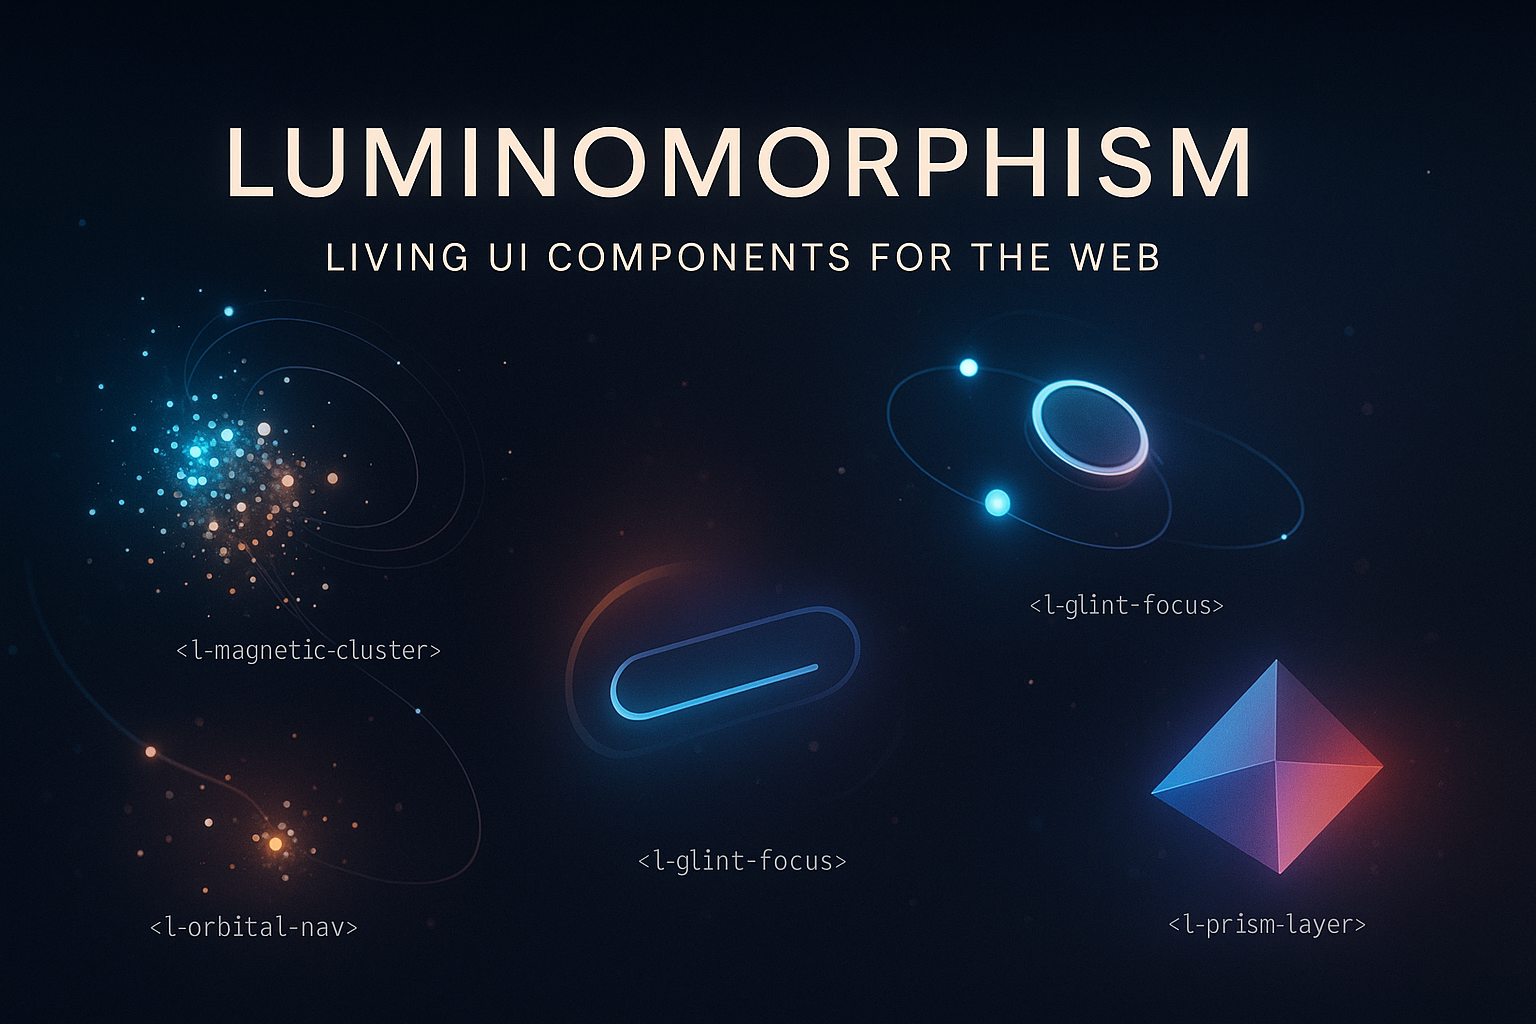 LUMINOMORPHISM
LIVING UI COMPONENTS FOR THE WEB
<l-glint-focus>
<l-magnetic-cluster>
<l-glint-focus>
<l-orbital-nav>
<l-prism-layer>